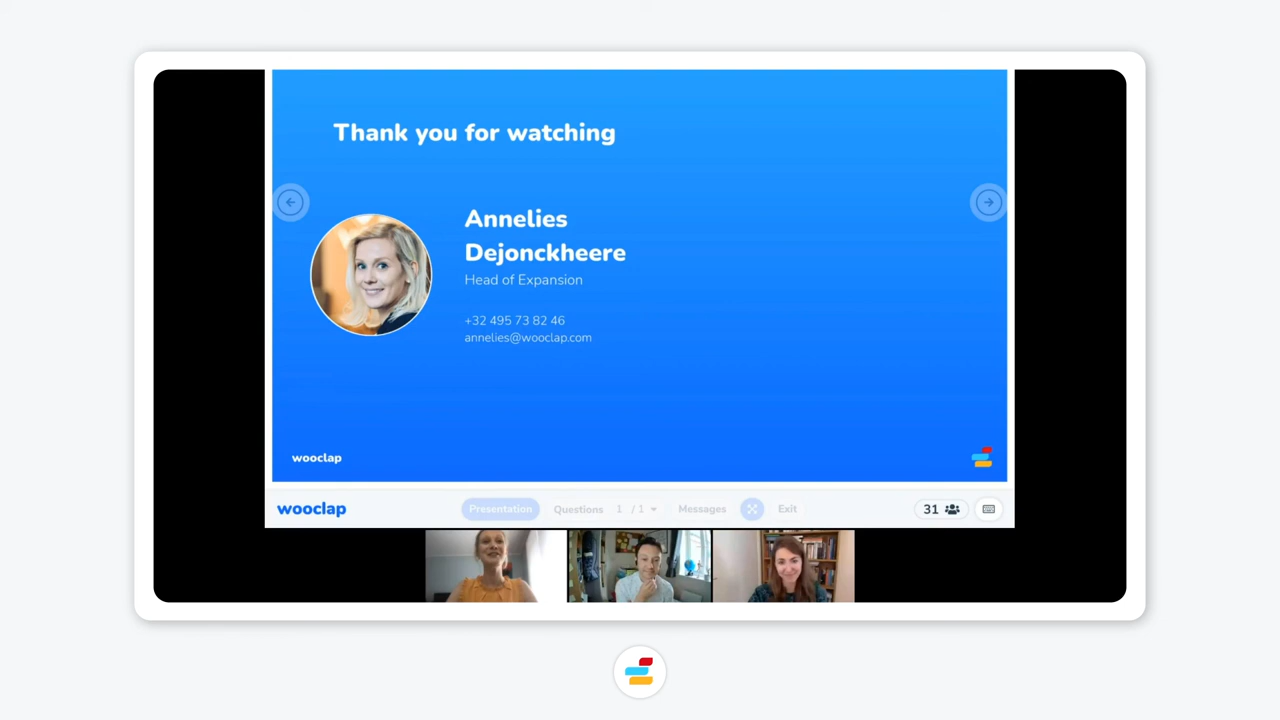 Thank you for watching
Annelies
Dejonckheere
Head of Expansion
+32 495 73 82 46
annelies@wooclap.com
wooclap
wooclap Presentation Questions 1 / 1 Messages Exit 31